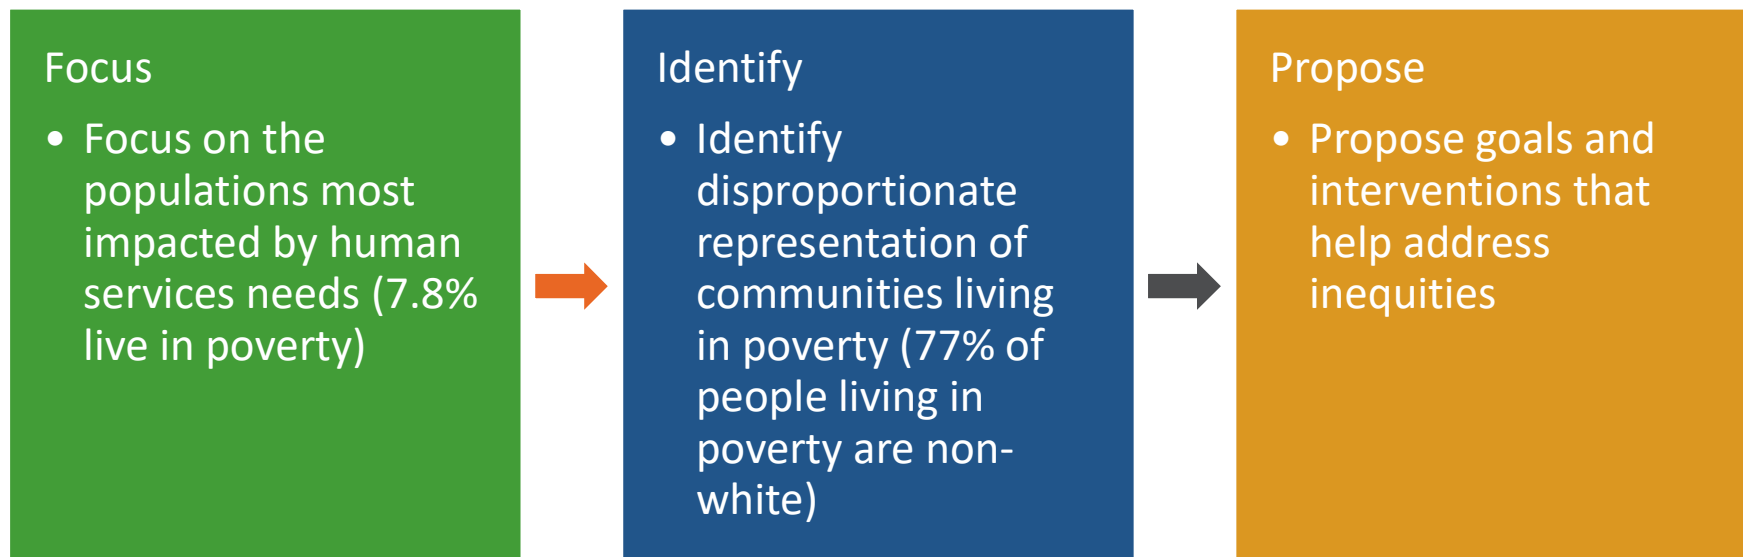 Focus
• Focus on the
populations most
impacted by human
services needs (7.8%
live in poverty)
Identify
• Identify
disproportionate
representation of
communities living
in poverty (77% of
people living in
poverty are non-
white)
Propose
• Propose goals and
interventions that
help address
inequities